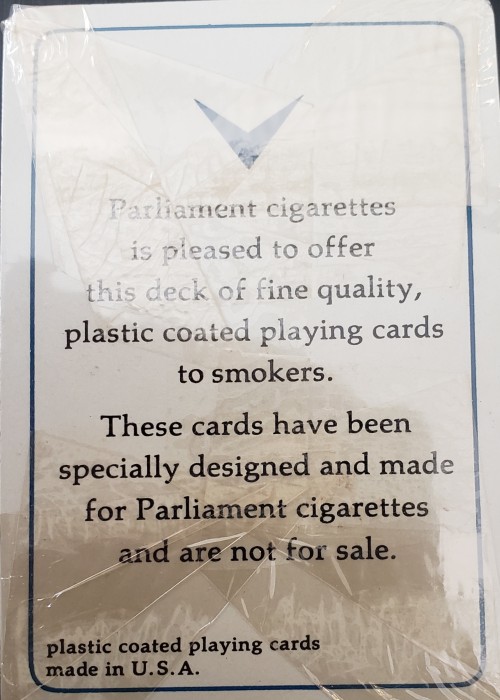 Parliament cigarettes
is pleased to offer
this deck of fine quality,
plastic coated playing cards
to smokers.
These cards have been
specially designed and made
for Parliament cigarettes
and are not for sale.
plastic coated playing cards
made in U.S.A.